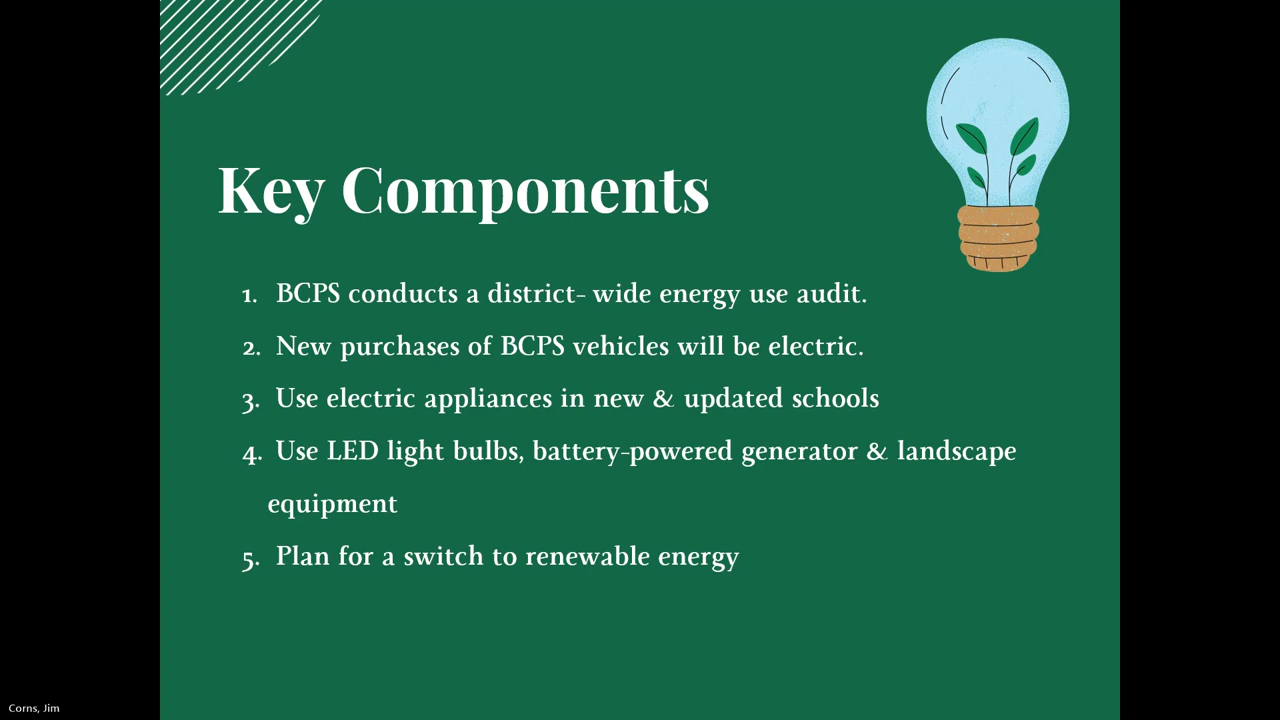 Key Components
1. BCPS conducts a district- wide energy use audit.
2. New purchases of BCPS vehicles will be electric.
3. Use electric appliances in new & updated schools
4. Use LED light bulbs, battery-powered generator & landscape
equipment
5. Plan for a switch to renewable energy
Corns, Jim